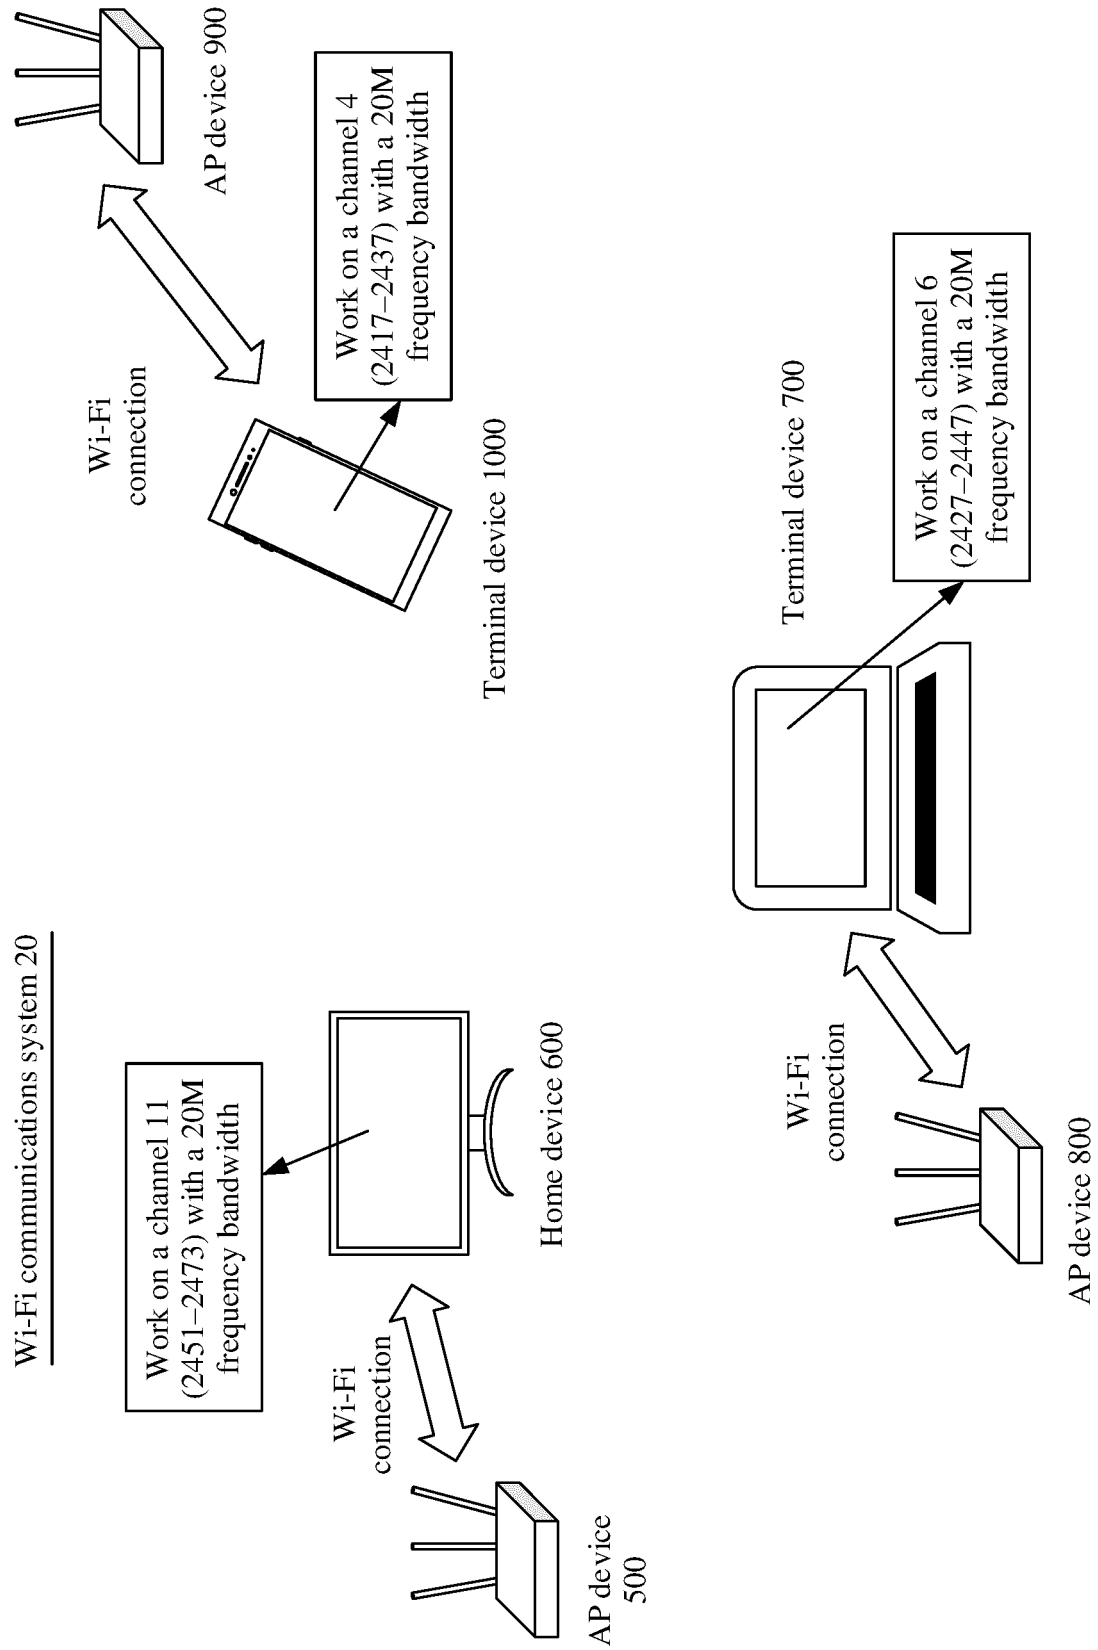 Wi-Fi communications system 20
Work on a channel 11
(2451–2473) with a 20M
frequency bandwidth
Wi-Fi
connection
AP device
500
Home device 600
Wi-Fi
connection
AP device 900
Work on a channel 4
(2417–2437) with a 20M
frequency bandwidth
Terminal device 1000
Wi-Fi
connection
AP device 800
Terminal device 700
Work on a channel 6
(2427–2447) with a 20M
frequency bandwidth